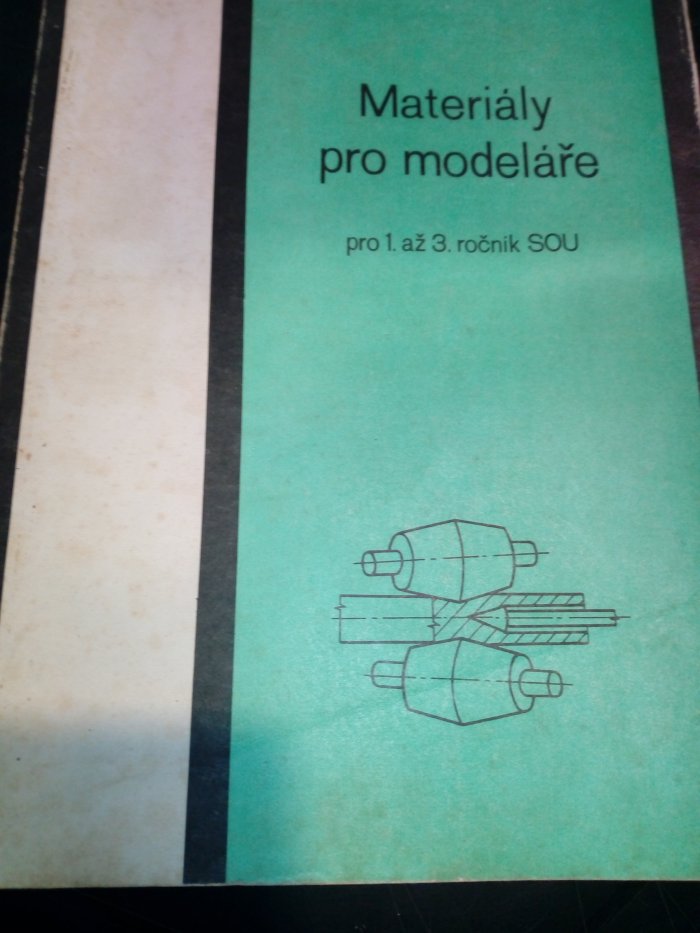 Materiály
pro modeláře
pro 1. až 3. ročník SOU